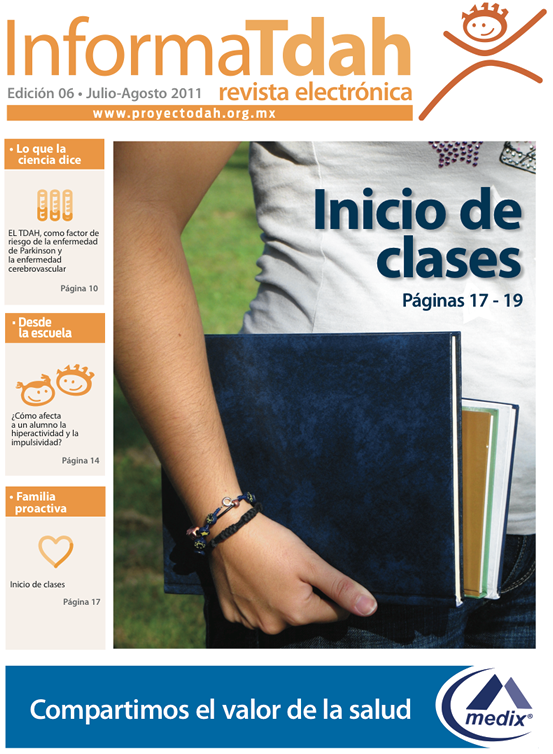 InformaTdah
Edición 06 • Julio-Agosto 2011
revista electrónica
www.proyectodah.org.mx
• Lo que la
ciencia dice
EL TDAH, como factor de
riesgo de la enfermedad
de Parkinson y
la enfermedad
cerebrovascular
Página 10
• Desde
la escuela
¿Cómo afecta
a un alumno la
hiperactividad y la
impulsividad?
Página 14
• Familia
proactiva
Inicio de clases
Página 17
Inicio de
clases
Páginas 17 - 19
Compartimos el valor de la salud
medix®